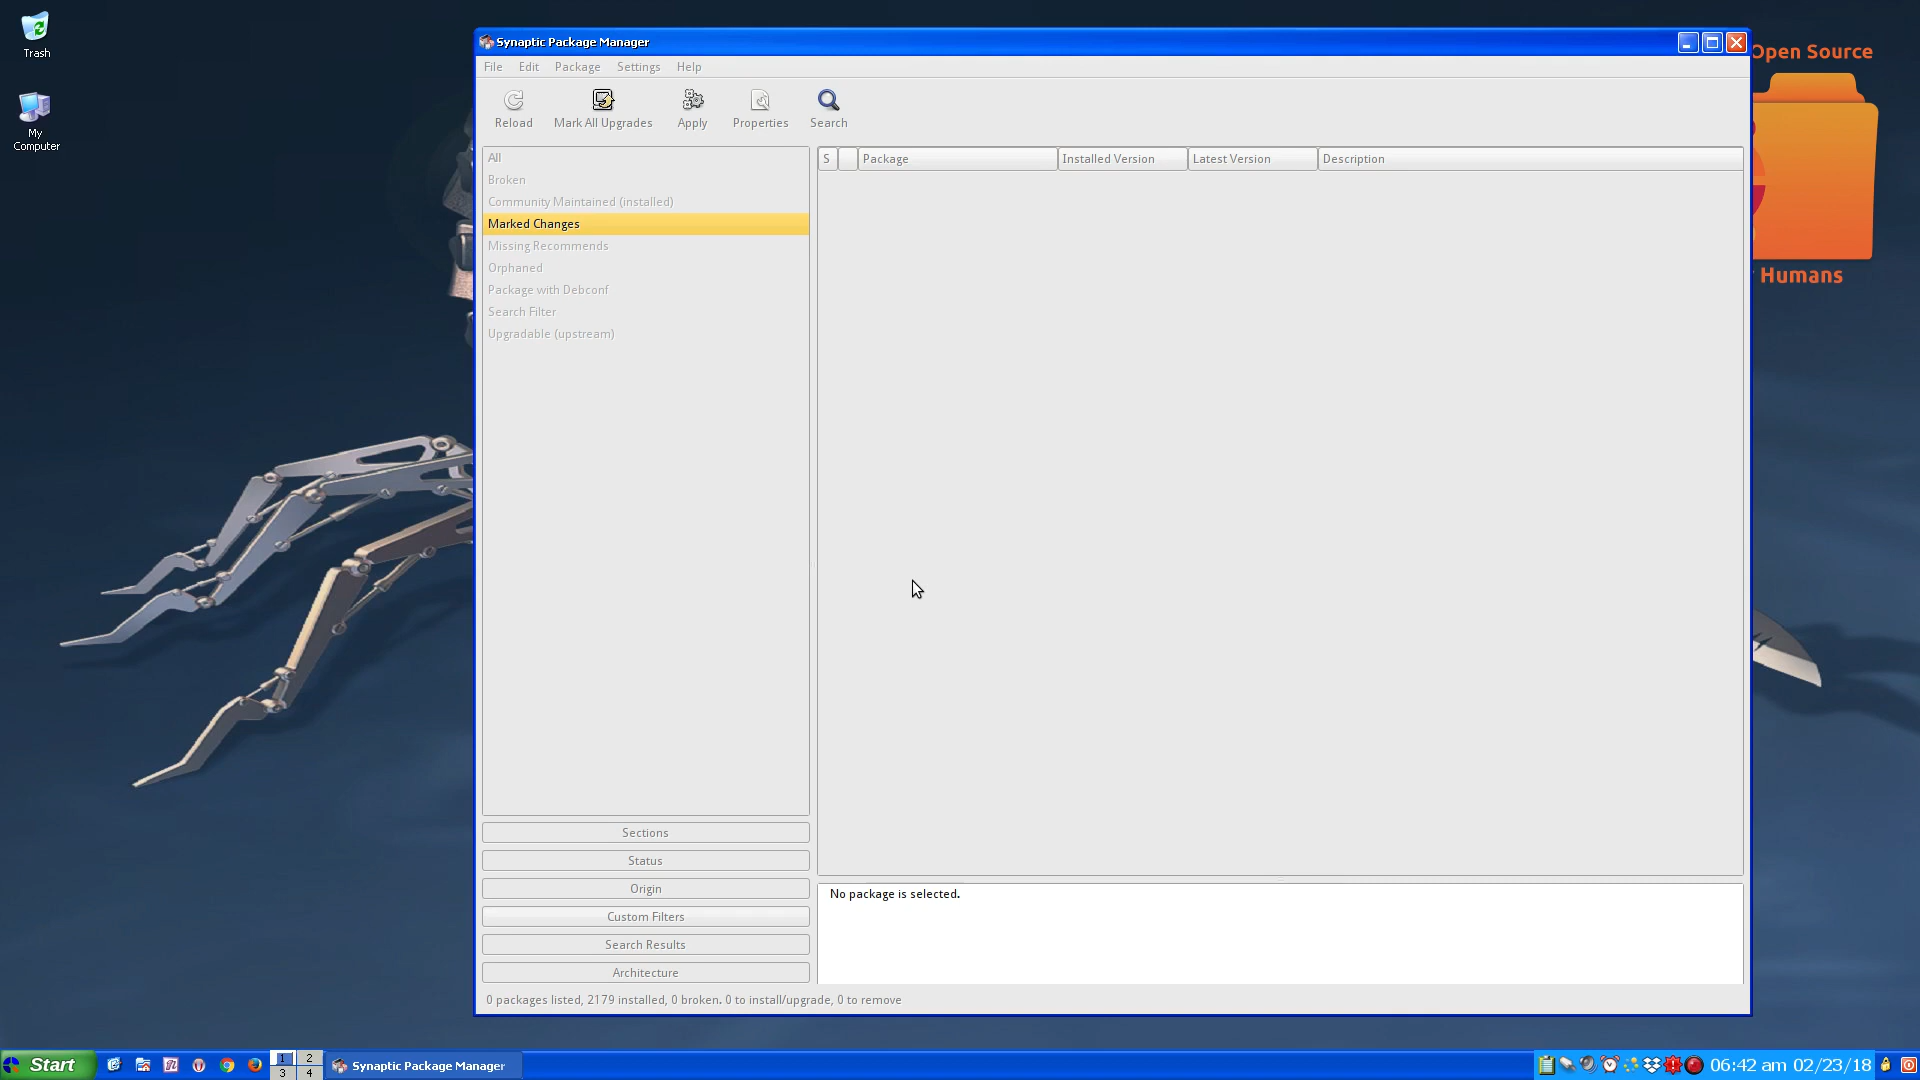 Trash
My
Computer
Synaptic Package Manager
File Edit Package Settings Help
Reload Mark All Upgrades Apply Properties Search
All
Broken
Community Maintained (installed)
Marked Changes
Missing Recommends
Orphaned
Package with Debconf
Search Filter
Upgradable (upstream)
S Package Installed Version Latest Version Description
Sections
Status
Origin
Custom Filters
Search Results
Architecture
No package is selected.
0 packages listed, 2179 installed, 0 broken. 0 to install/upgrade, 0 to remove
Open Source
Humans
Start
1 2
3 4
Synaptic Package Manager
06:42 am 02/23/18